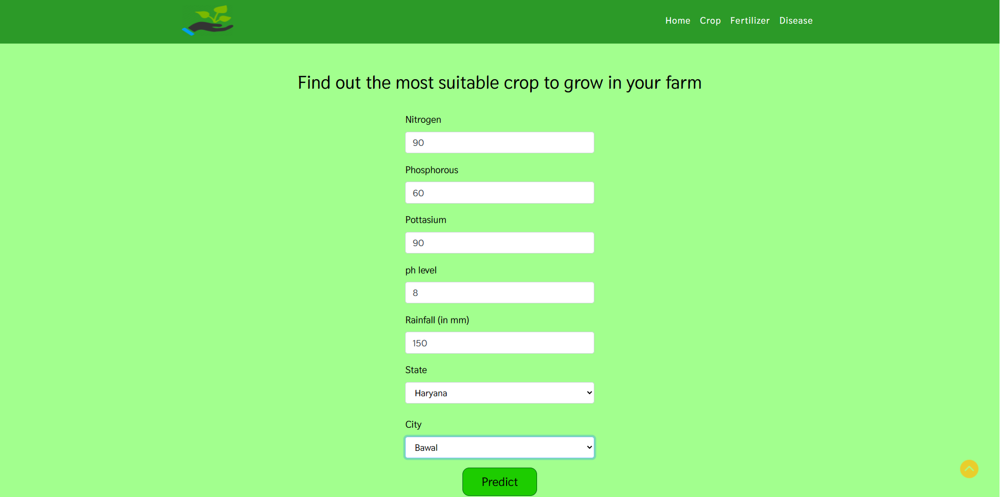 Home Crop Fertilizer Disease
Find out the most suitable crop to grow in your farm
Nitrogen
90
Phosphorous
60
Pottasium
90
ph level
8
Rainfall (in mm)
150
State
Haryana
City
Bawal
Predict